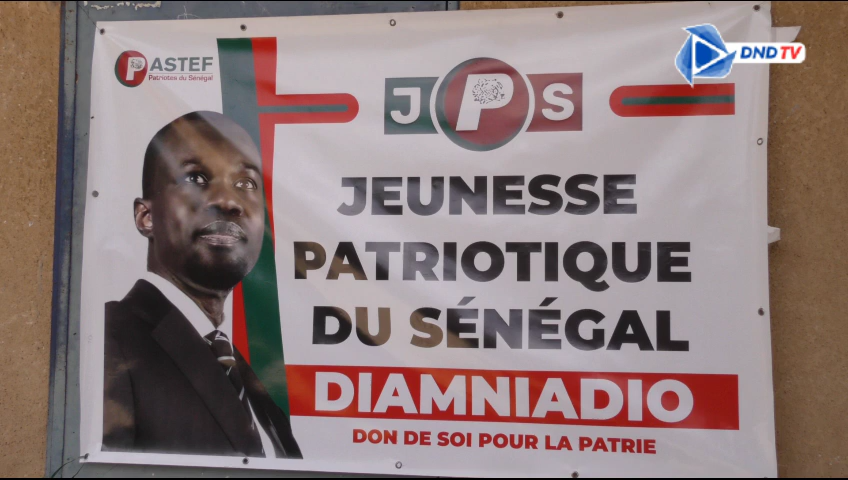 PASTEF
Patriotes du Sénégal
JPS
DND TV
JEUNESSE
PATRIOTIQUE
DU SÉNÉGAL
DIAMNIADIO
DON DE SOI POUR LA PATRIE